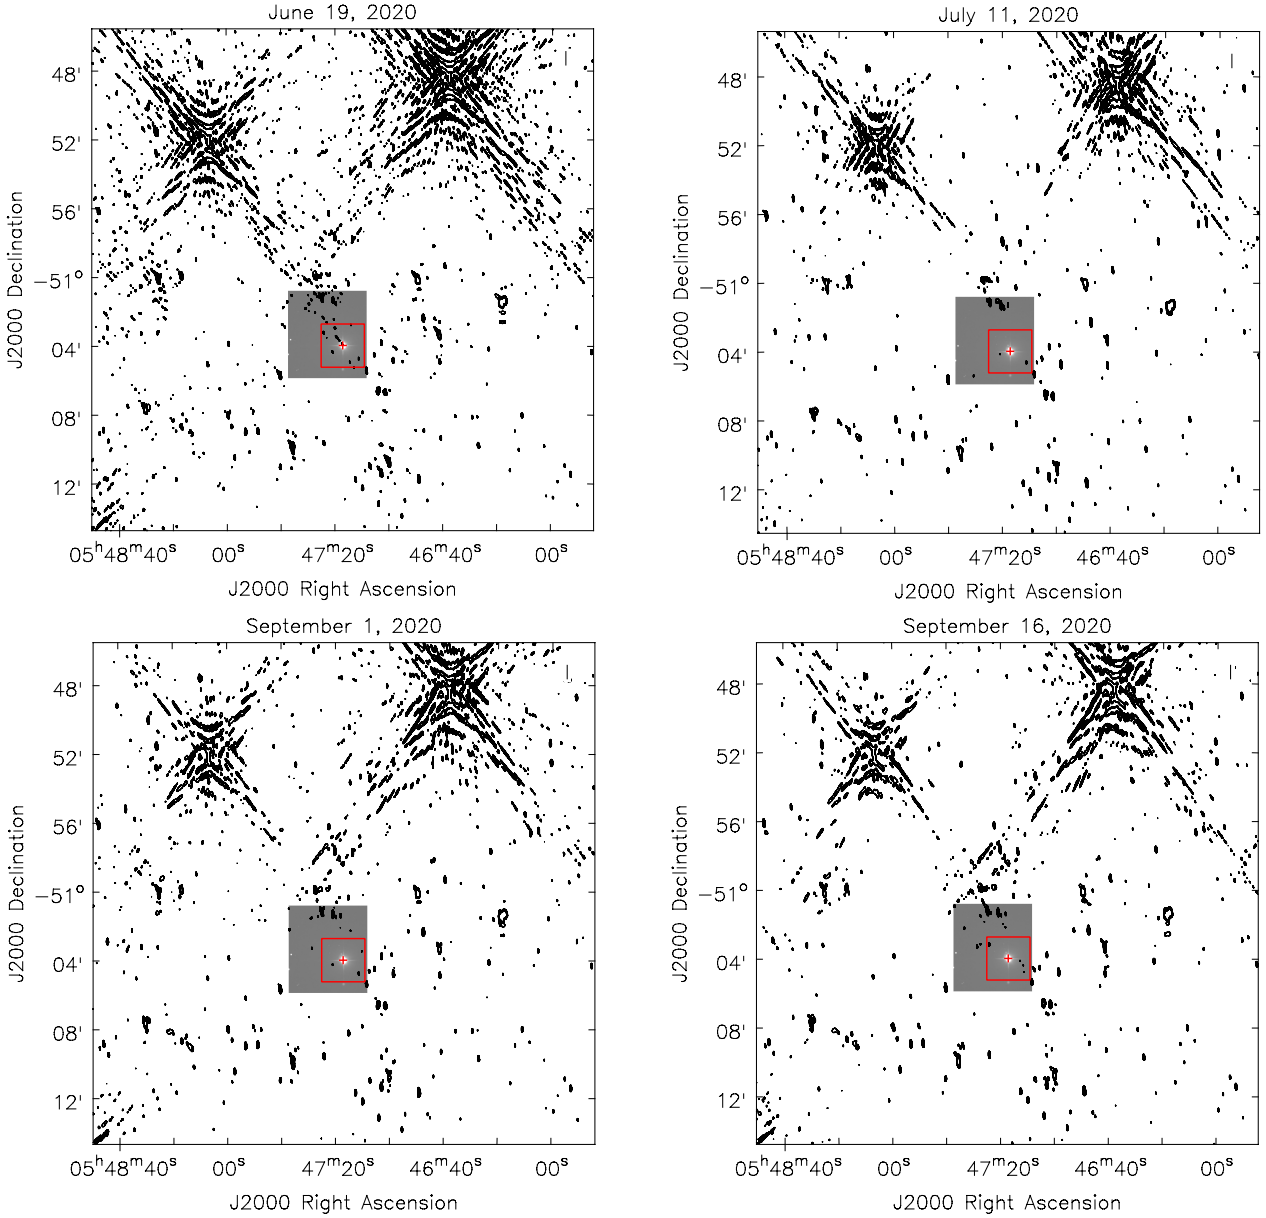 June 19, 2020
48'
52'
56'
−51°
04'
08'
12'
J2000 Declination
05ʰ48ᵐ40ˢ 00ˢ 47ᵐ20ˢ 46ᵐ40ˢ 00ˢ
J2000 Right Ascension
July 11, 2020
48'
52'
56'
−51°
04'
08'
12'
J2000 Declination
05ʰ48ᵐ40ˢ 00ˢ 47ᵐ20ˢ 46ᵐ40ˢ 00ˢ
J2000 Right Ascension
September 1, 2020
48'
52'
56'
−51°
04'
08'
12'
J2000 Declination
05ʰ48ᵐ40ˢ 00ˢ 47ᵐ20ˢ 46ᵐ40ˢ 00ˢ
J2000 Right Ascension
September 16, 2020
48'
52'
56'
−51°
04'
08'
12'
J2000 Declination
05ʰ48ᵐ40ˢ 00ˢ 47ᵐ20ˢ 46ᵐ40ˢ 00ˢ
J2000 Right Ascension